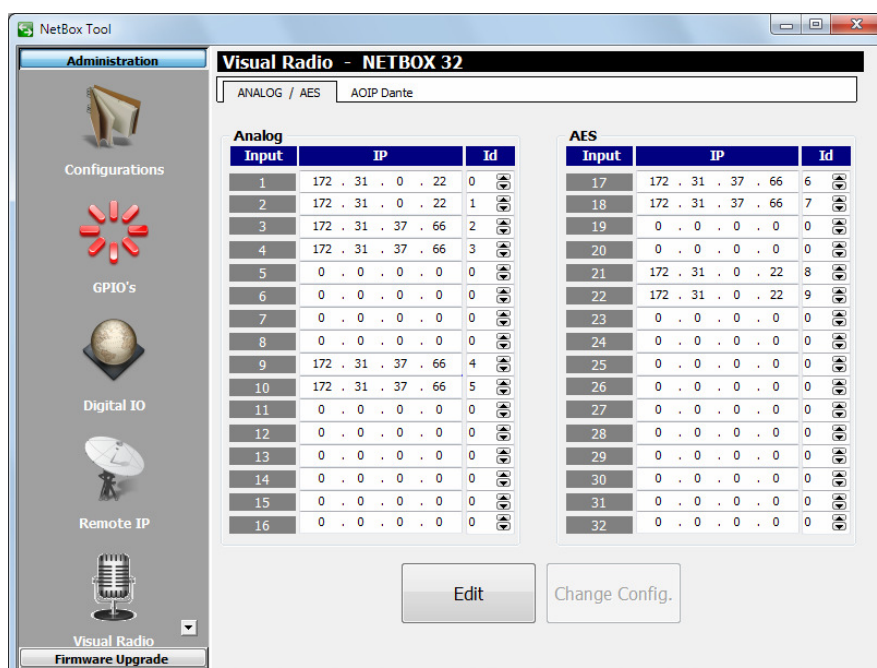 NetBox Tool
Administration
Configurations
GPIO's
Digital IO
Remote IP
Visual Radio
Firmware Upgrade
Visual Radio - NETBOX 32
ANALOG / AES AOIP Dante
Analog
Input IP Id
1 172 . 31 . 0 . 22 0
2 172 . 31 . 0 . 22 1
3 172 . 31 . 37 . 66 2
4 172 . 31 . 37 . 66 3
5 0 . 0 . 0 . 0 0
6 0 . 0 . 0 . 0 0
7 0 . 0 . 0 . 0 0
8 0 . 0 . 0 . 0 0
9 172 . 31 . 37 . 66 4
10 172 . 31 . 37 . 66 5
11 0 . 0 . 0 . 0 0
12 0 . 0 . 0 . 0 0
13 0 . 0 . 0 . 0 0
14 0 . 0 . 0 . 0 0
15 0 . 0 . 0 . 0 0
16 0 . 0 . 0 . 0 0
AES
Input IP Id
17 172 . 31 . 37 . 66 6
18 172 . 31 . 37 . 66 7
19 0 . 0 . 0 . 0 0
20 0 . 0 . 0 . 0 0
21 172 . 31 . 0 . 22 8
22 172 . 31 . 0 . 22 9
23 0 . 0 . 0 . 0 0
24 0 . 0 . 0 . 0 0
25 0 . 0 . 0 . 0 0
26 0 . 0 . 0 . 0 0
27 0 . 0 . 0 . 0 0
28 0 . 0 . 0 . 0 0
29 0 . 0 . 0 . 0 0
30 0 . 0 . 0 . 0 0
31 0 . 0 . 0 . 0 0
32 0 . 0 . 0 . 0 0
Edit Change Config.